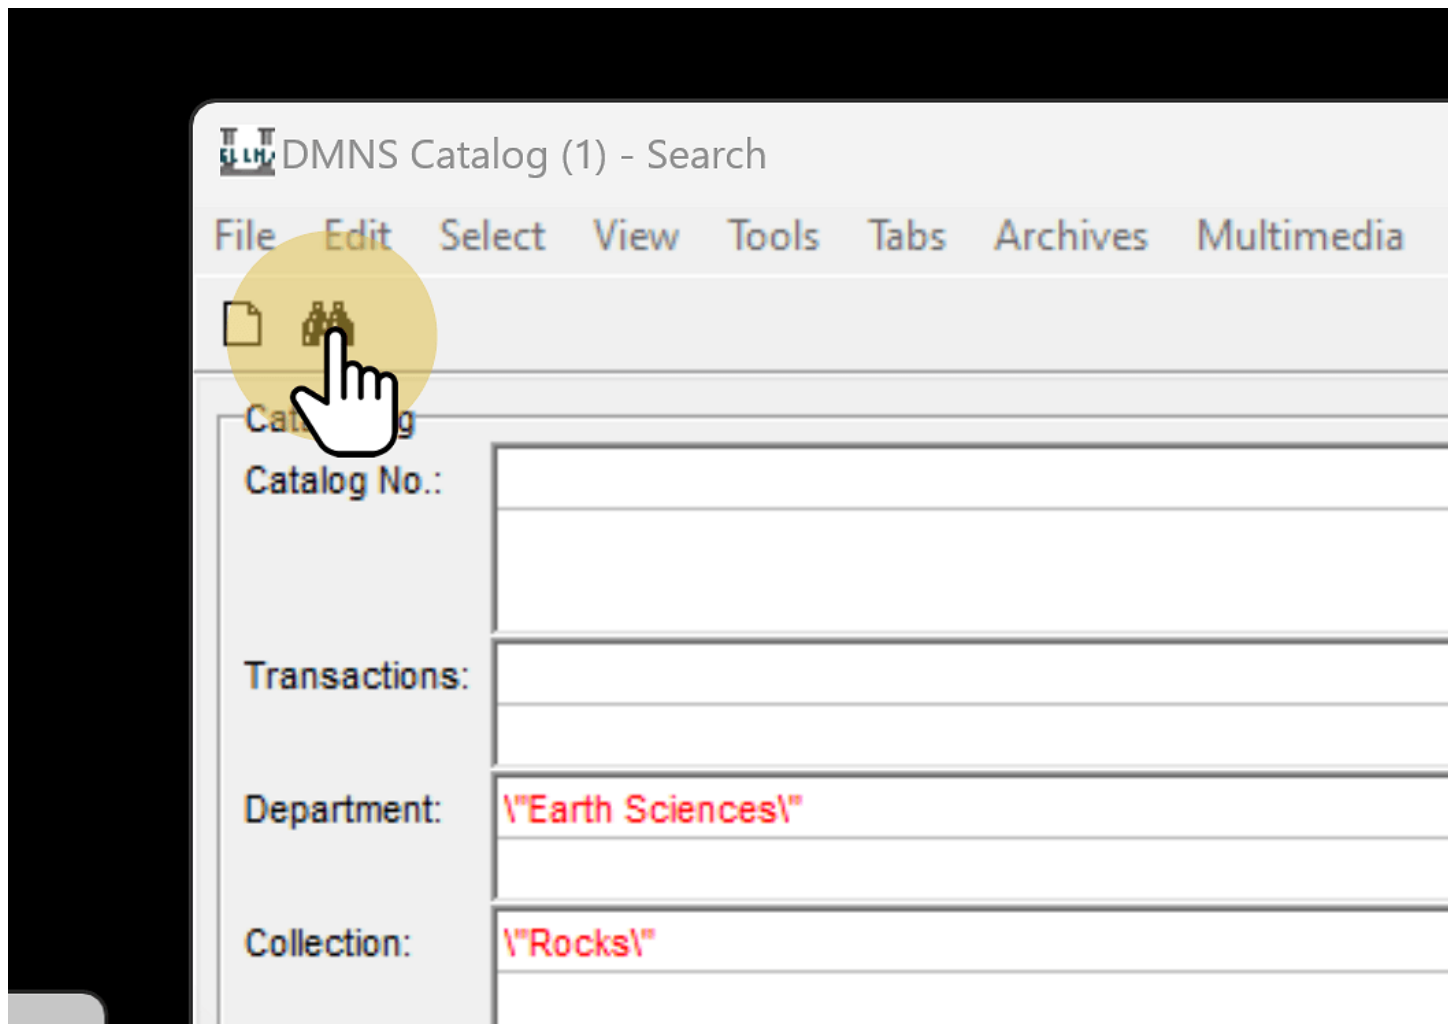 DMNS Catalog (1) - Search
File Edit Select View Tools Tabs Archives Multimedia
Catalog No.:
Transactions:
Department: \"Earth Sciences\"
Collection: \"Rocks\"